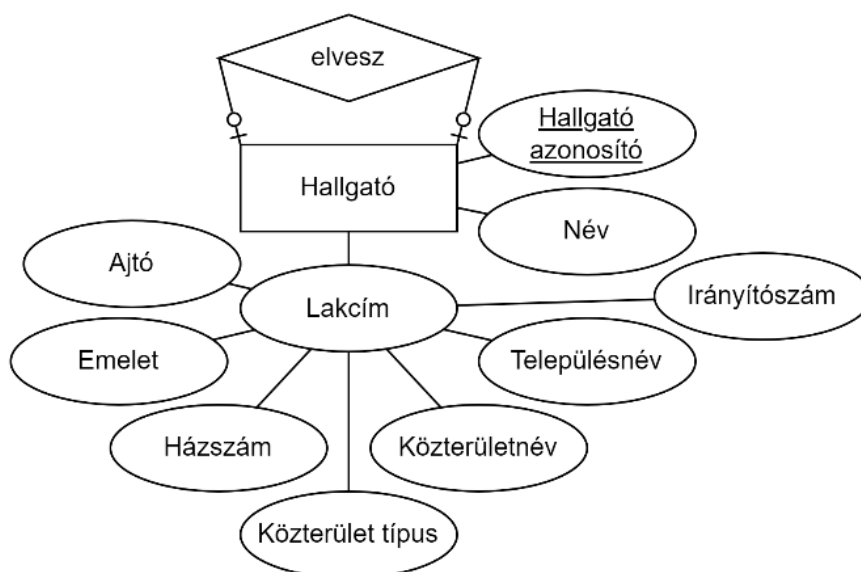 elvesz
Hallgató
azonosító
Hallgató
Név
Ajtó
Lakcím
Irányítószám
Emelet
Településnév
Házszám
Közterületnév
Közterület típus